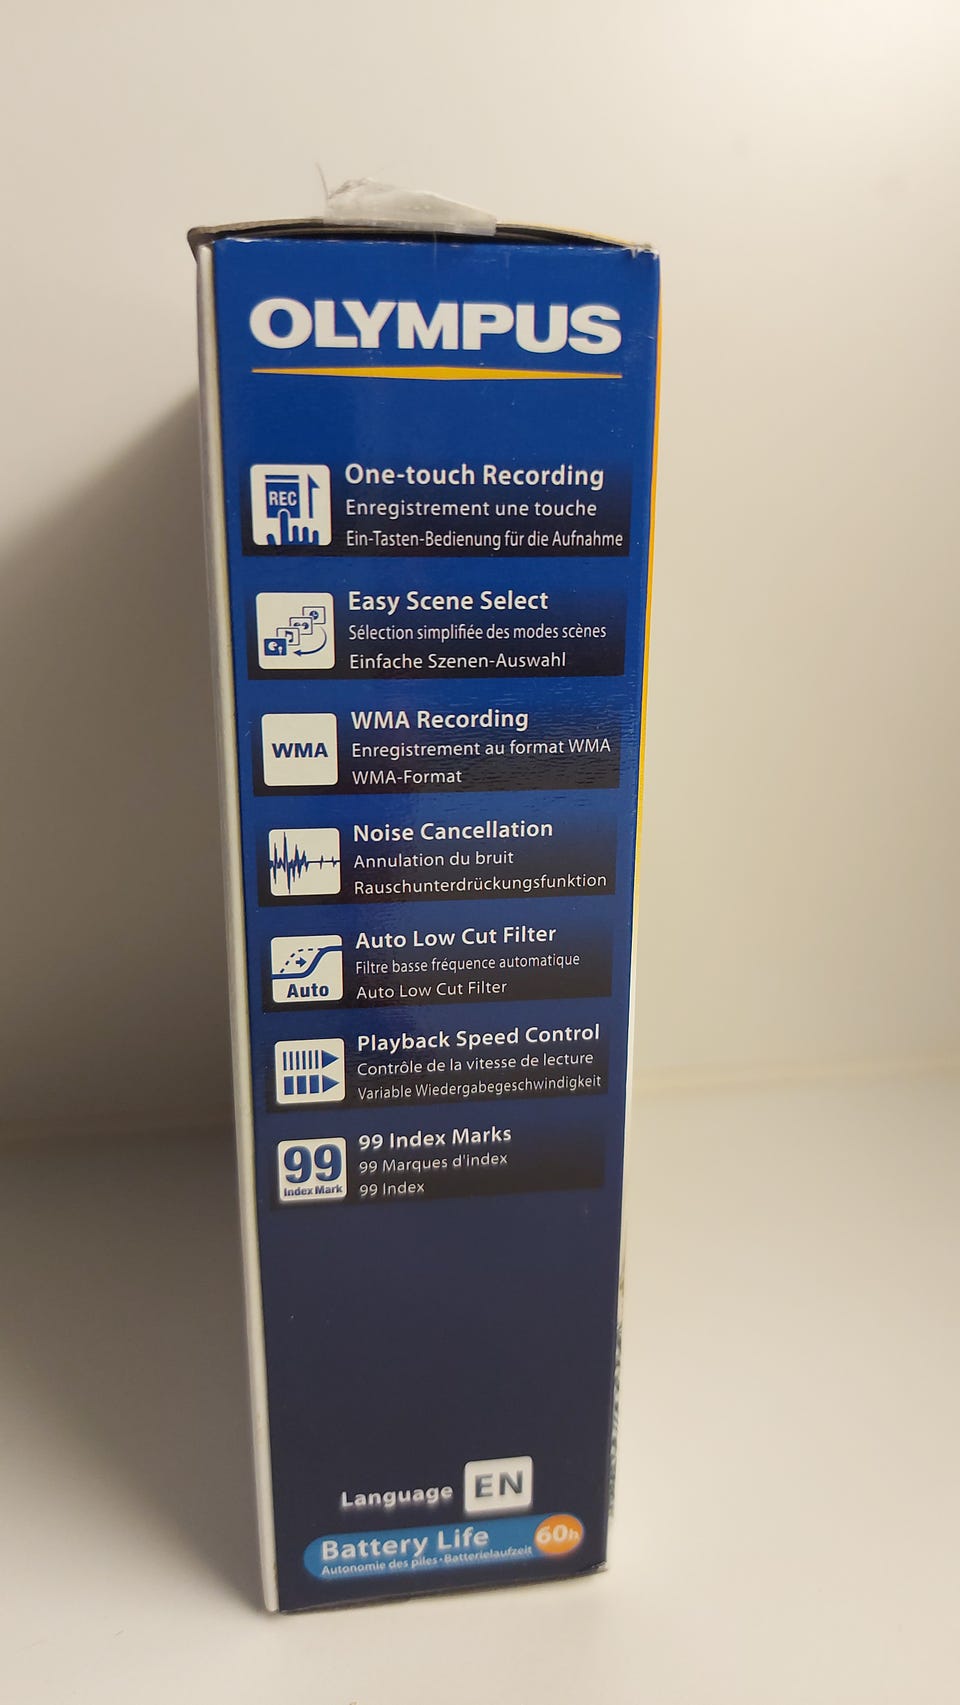 OLYMPUS
REC
One-touch Recording
Enregistrement une touche
Ein-Tasten-Bedienung für die Aufnahme
Easy Scene Select
Sélection simplifiée des modes scènes
Einfache Szenen-Auswahl
WMA
WMA Recording
Enregistrement au format WMA
WMA-Format
Noise Cancellation
Annulation du bruit
Rauschunterdrückungsfunktion
Auto
Auto Low Cut Filter
Filtre basse fréquence automatique
Auto Low Cut Filter
Playback Speed Control
Contrôle de la vitesse de lecture
Variable Wiedergabegeschwindigkeit
99
Index Mark
99 Index Marks
99 Marques d'index
99 Index
Language EN
Battery Life 60h
Autonomie des piles · Batterielaufzeit